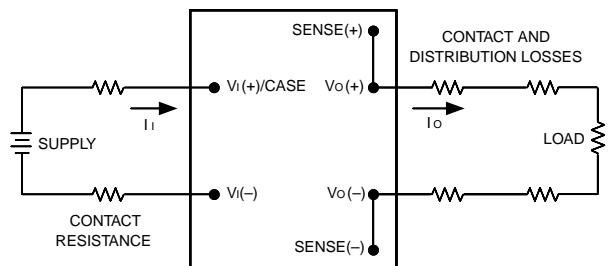 SENSE(+)
CONTACT AND
DISTRIBUTION LOSSES
VI(+)/CASE
VO(+)
II
IO
SUPPLY
LOAD
VI(–)
VO(–)
CONTACT
RESISTANCE
SENSE(–)